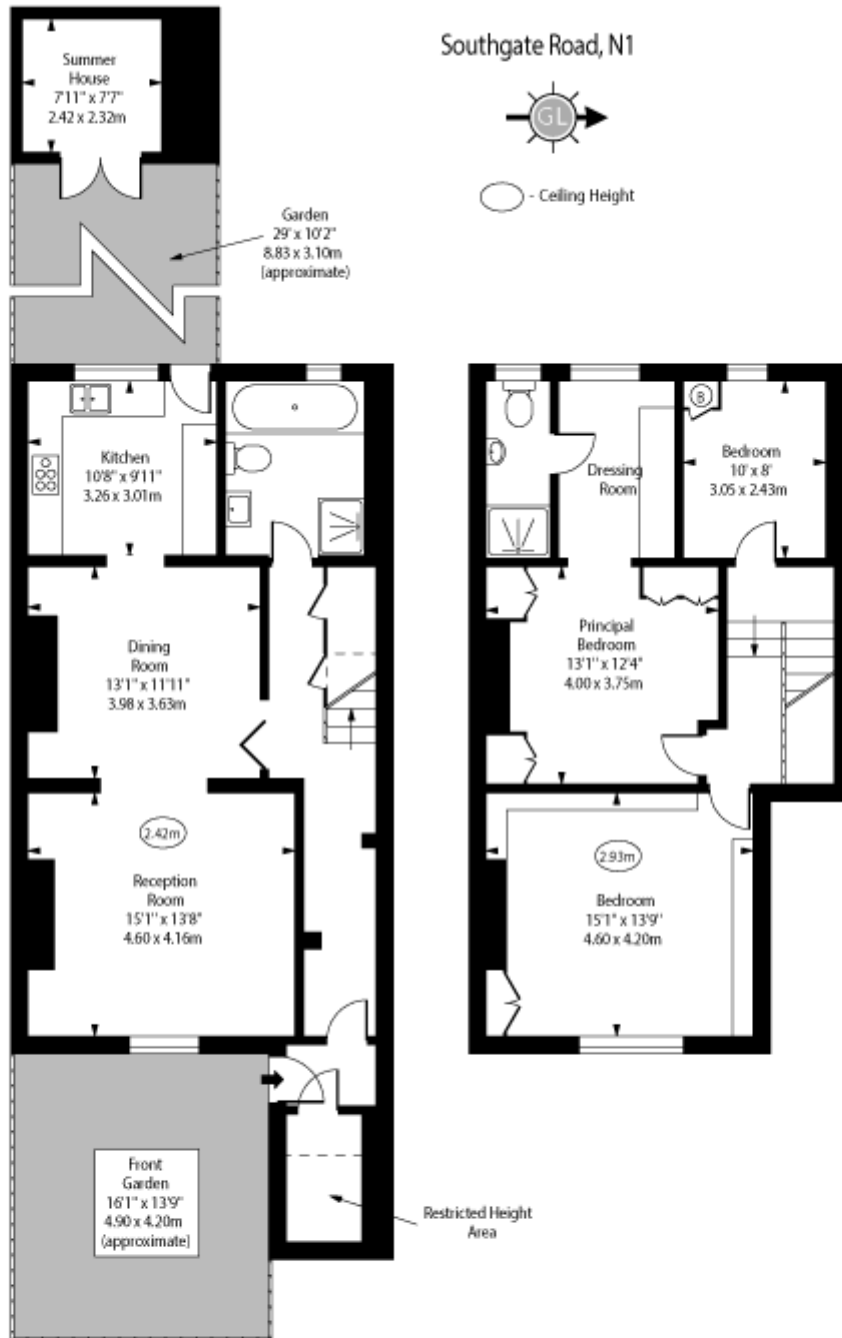 Southgate Road, N1
GL
- Ceiling Height
Summer
House
7'11" x 7'7"
2.42 x 2.32m
Garden
29' x 10'2"
8.83 x 3.10m
(approximate)
Kitchen
10'8" x 9'11"
3.26 x 3.01m
Dining
Room
13'1" x 11'11"
3.98 x 3.63m
2.42m
Reception
Room
15'1" x 13'8"
4.60 x 4.16m
Front
Garden
16'1" x 13'9"
4.90 x 4.20m
(approximate)
Restricted Height
Area
B
Bedroom
10' x 8'
3.05 x 2.43m
Dressing
Room
Principal
Bedroom
13'1" x 12'4"
4.00 x 3.75m
2.93m
Bedroom
15'1" x 13'9"
4.60 x 4.20m